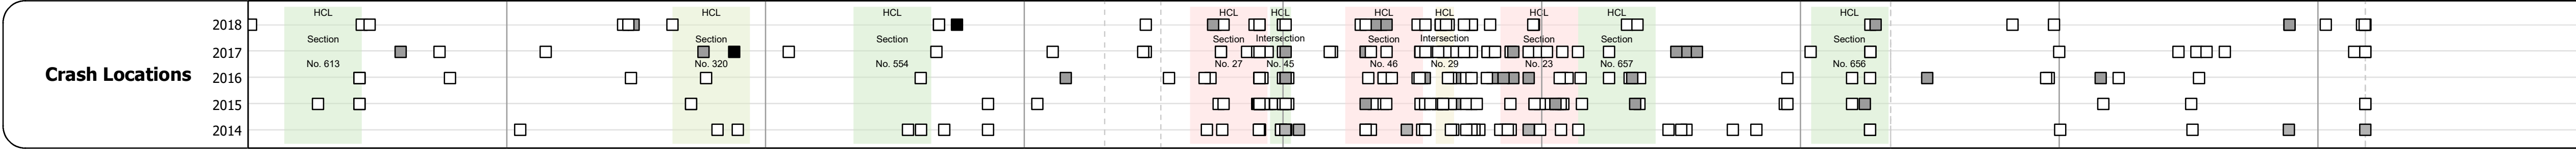 Crash Locations
2018
2017
2016
2015
2014
HCL
Section
No. 613
HCL
Section
No. 320
HCL
Section
No. 554
HCL
Section
No. 27
HCL
Intersection
No. 45
HCL
Section
No. 46
HCL
Intersection
No. 29
HCL
Section
No. 23
HCL
Section
No. 657
HCL
Section
No. 656